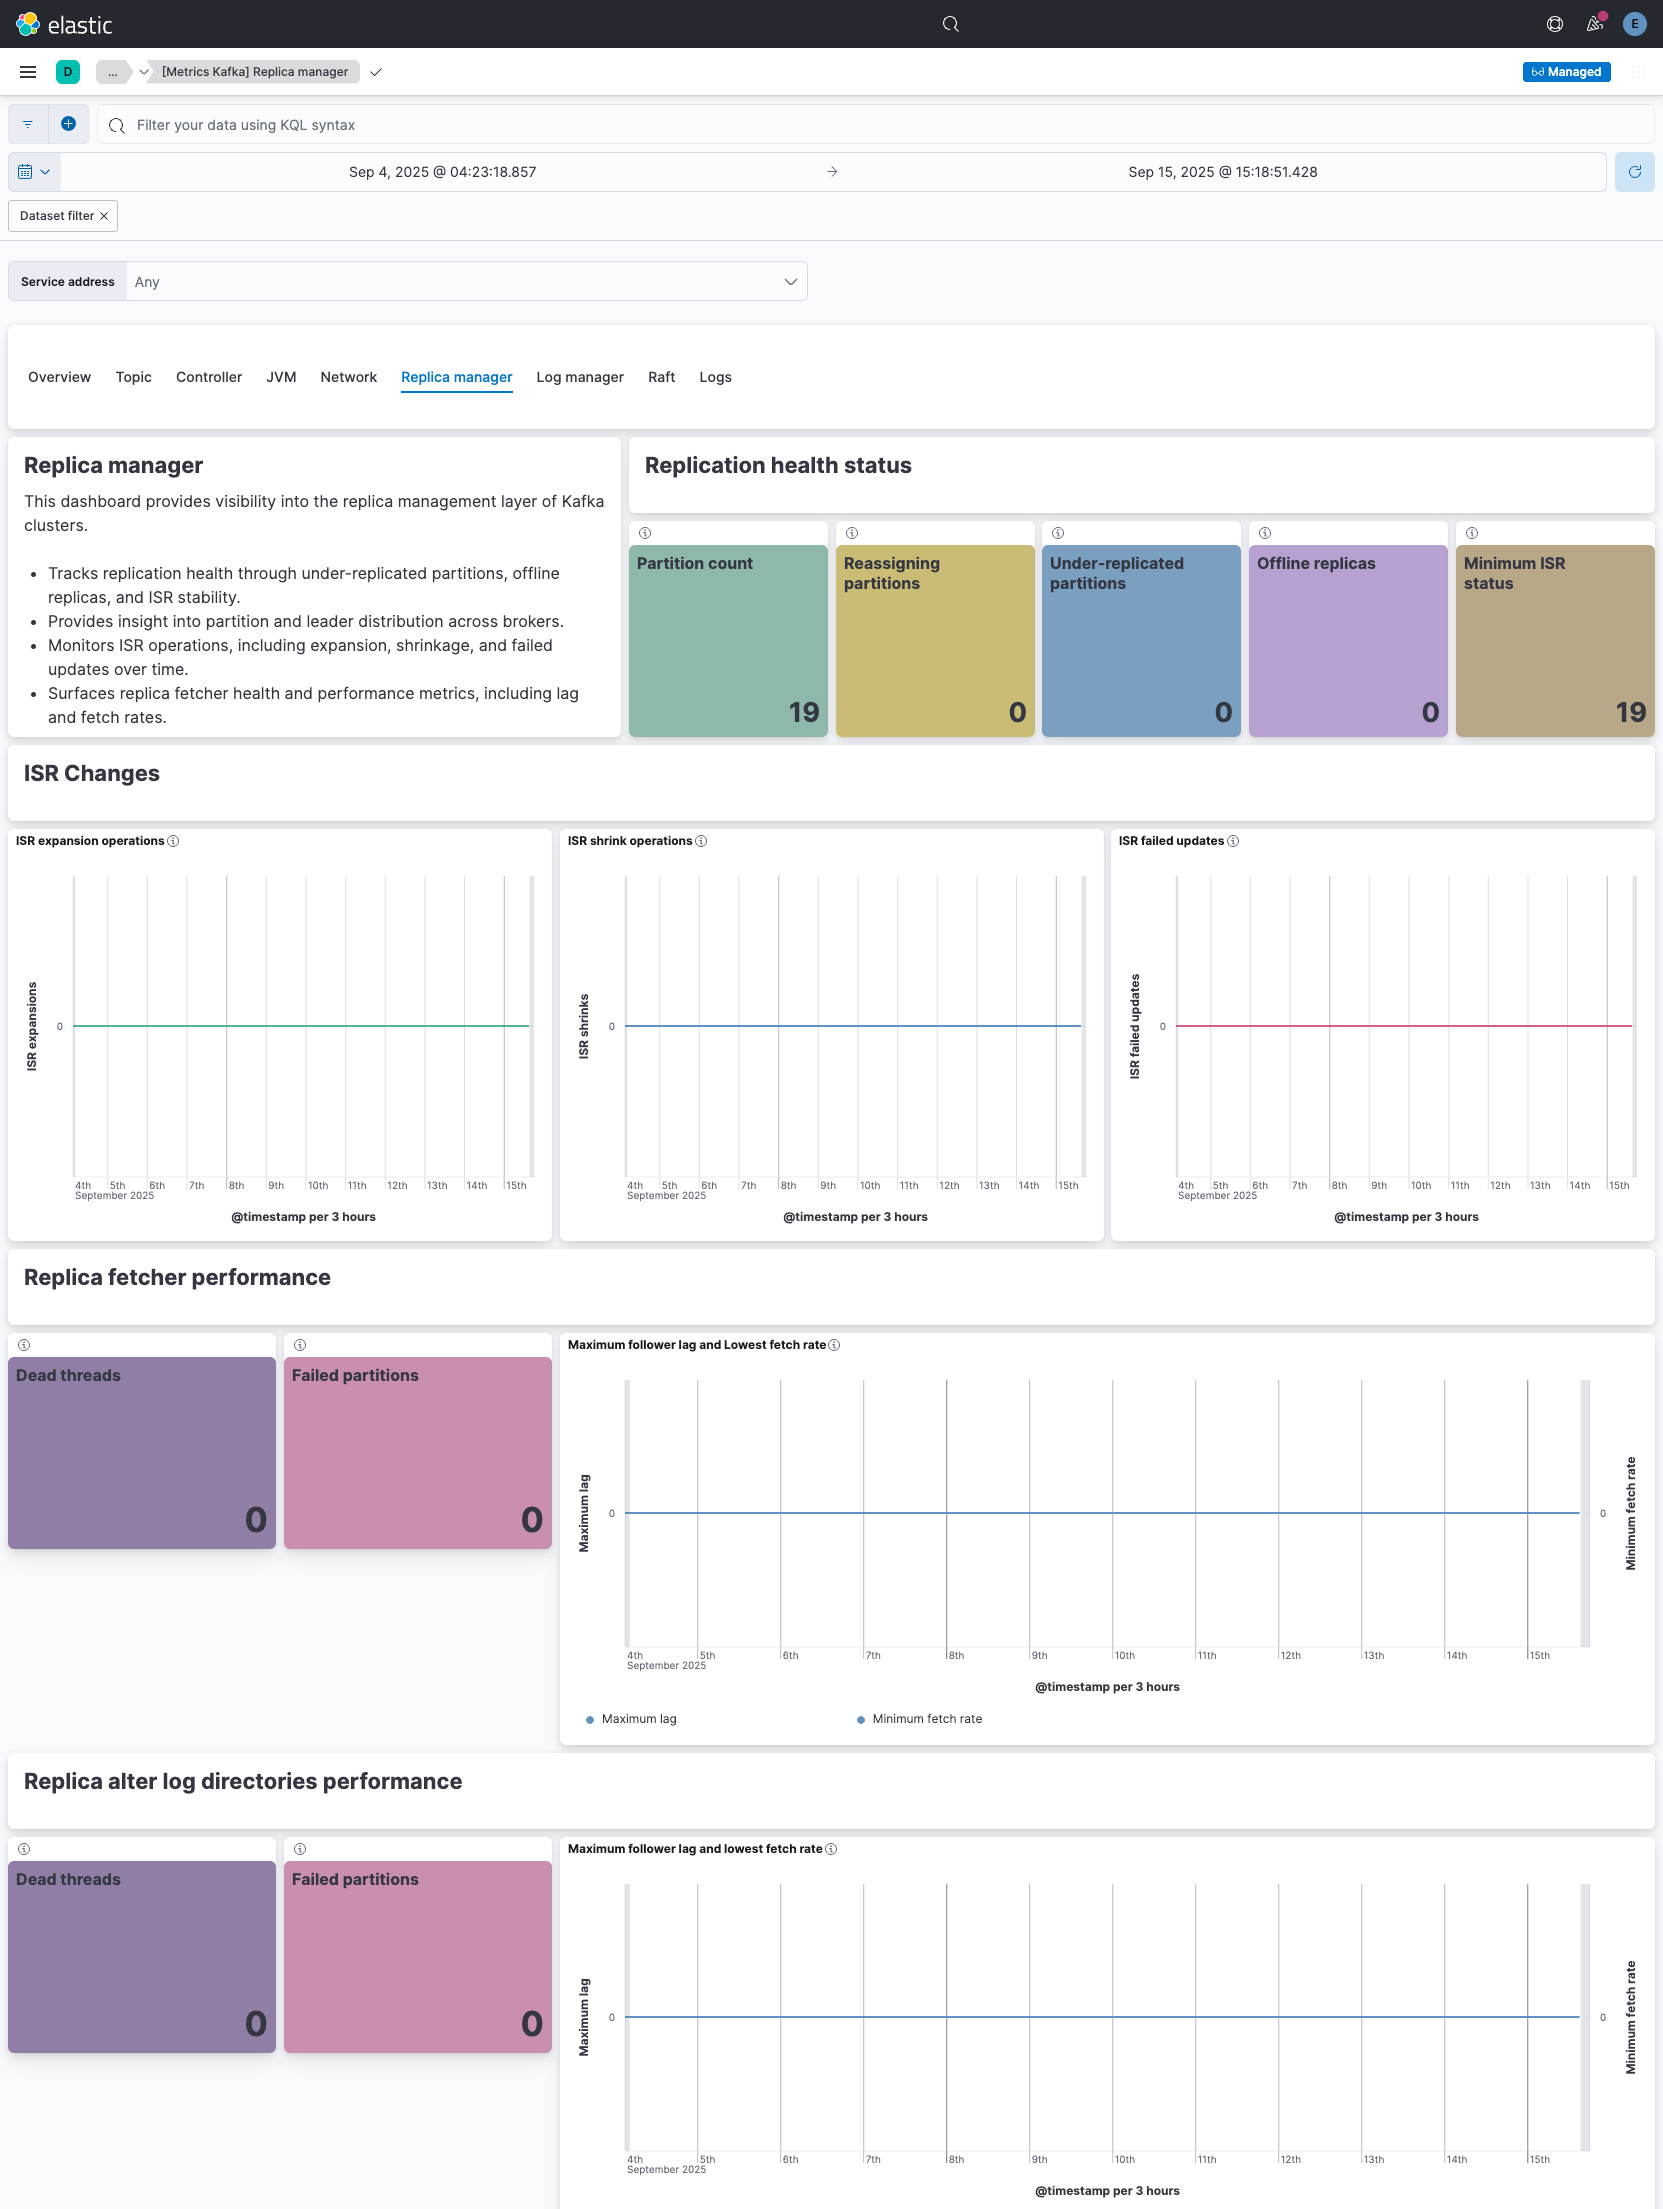 elastic
E
D
...
[Metrics Kafka] Replica manager
Managed
Filter your data using KQL syntax
Sep 4, 2025 @ 04:23:18.857
→
Sep 15, 2025 @ 15:18:51.428
Dataset filter ×
Service address
Any
Overview Topic Controller JVM Network Replica manager Log manager Raft Logs
Replica manager
This dashboard provides visibility into the replica management layer of Kafka
clusters.
• Tracks replication health through under-replicated partitions, offline
replicas, and ISR stability.
• Provides insight into partition and leader distribution across brokers.
• Monitors ISR operations, including expansion, shrinkage, and failed
updates over time.
• Surfaces replica fetcher health and performance metrics, including lag
and fetch rates.
Replication health status
Partition count
19
Reassigning
partitions
0
Under-replicated
partitions
0
Offline replicas
0
Minimum ISR
status
19
ISR Changes
ISR expansion operations
ISR expansions
0
4th 5th 6th 7th 8th 9th 10th 11th 12th 13th 14th 15th
September 2025
@timestamp per 3 hours
ISR shrink operations
ISR shrinks
0
4th 5th 6th 7th 8th 9th 10th 11th 12th 13th 14th 15th
September 2025
@timestamp per 3 hours
ISR failed updates
ISR failed updates
0
4th 5th 6th 7th 8th 9th 10th 11th 12th 13th 14th 15th
September 2025
@timestamp per 3 hours
Replica fetcher performance
Dead threads
0
Failed partitions
0
Maximum follower lag and Lowest fetch rate
Maximum lag
0
0
Minimum fetch rate
4th 5th 6th 7th 8th 9th 10th 11th 12th 13th 14th 15th
September 2025
@timestamp per 3 hours
Maximum lag
Minimum fetch rate
Replica alter log directories performance
Dead threads
0
Failed partitions
0
Maximum follower lag and lowest fetch rate
Maximum lag
0
0
Minimum fetch rate
4th 5th 6th 7th 8th 9th 10th 11th 12th 13th 14th 15th
September 2025
@timestamp per 3 hours